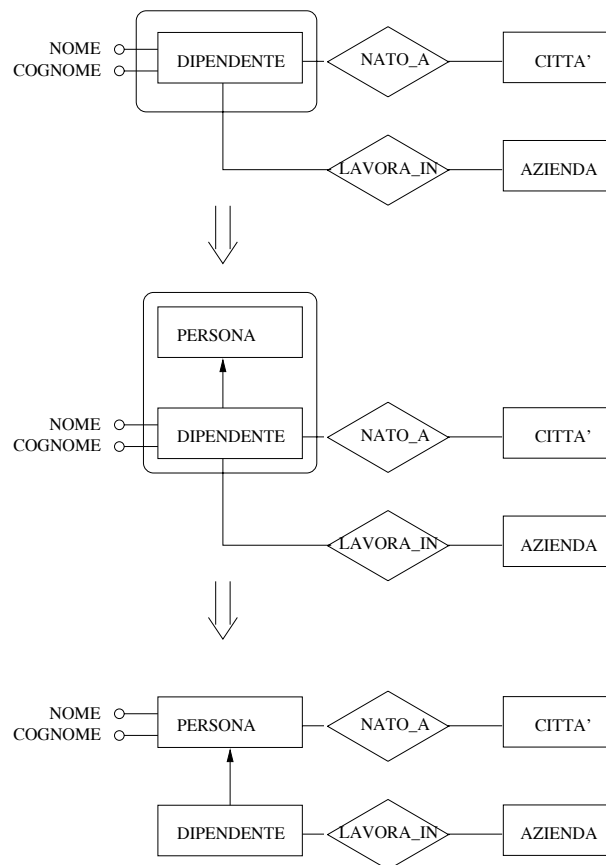 NOME
COGNOME
DIPENDENTE
NATO_A
CITTA'
LAVORA_IN
AZIENDA
PERSONA
NOME
COGNOME
DIPENDENTE
NATO_A
CITTA'
LAVORA_IN
AZIENDA
NOME
COGNOME
PERSONA
NATO_A
CITTA'
DIPENDENTE
LAVORA_IN
AZIENDA